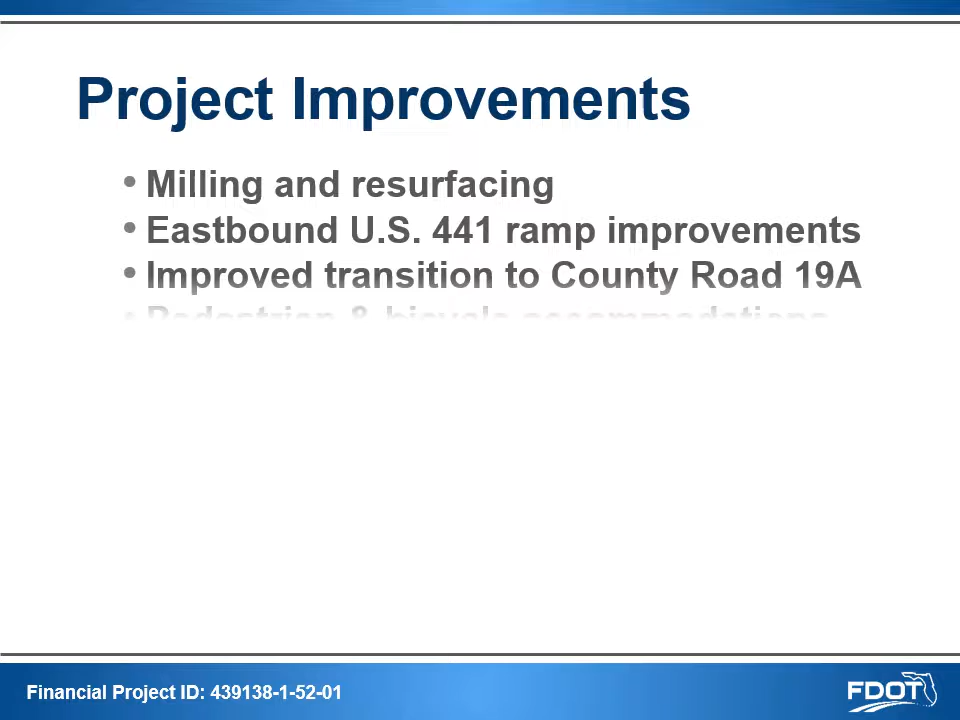 Project Improvements
• Milling and resurfacing
• Eastbound U.S. 441 ramp improvements
• Improved transition to County Road 19A
• Pedestrian & bicycle accommodations
Financial Project ID: 439138-1-52-01
FDOT